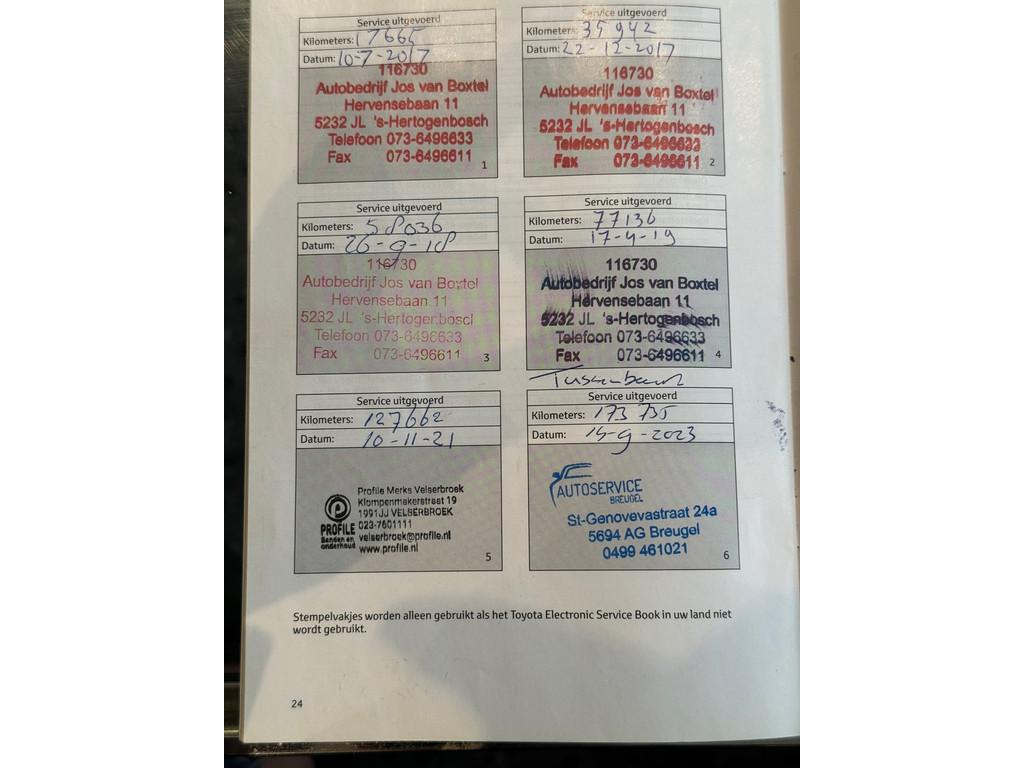 Service uitgevoerd
Kilometers: 17665
Datum: 10-7-2017
116730
Autobedrijf Jos van Boxtel
Hervensebaan 11
5232 JL 's-Hertogenbosch
Telefoon 073-6496633
Fax 073-6496611
1
Service uitgevoerd
Kilometers: 35942
Datum: 22-12-2017
116730
Autobedrijf Jos van Boxtel
Hervensebaan 11
5232 JL 's-Hertogenbosch
Telefoon 073-6496633
Fax 073-6496611
2
Service uitgevoerd
Kilometers: 58036
Datum: 26-9-18
116730
Autobedrijf Jos van Boxtel
Hervensebaan 11
5232 JL 's-Hertogenbosch
Telefoon 073-6496633
Fax 073-6496611
3
Service uitgevoerd
Kilometers: 77136
Datum: 17-4-19
116730
Autobedrijf Jos van Boxtel
Hervensebaan 11
5232 JL 's-Hertogenbosch
Telefoon 073-6496633
Fax 073-6496611
4
Service uitgevoerd
Kilometers: 127662
Datum: 10-11-21
Profile Merks Velserbroek
Klompenmakerstraat 19
1991JJ VELSERBROEK
023-7601111
velserbroek@profile.nl
www.profile.nl
PROFILE
Banden en
onderhoud
5
Tussenbeurt
Service uitgevoerd
Kilometers: 173735
Datum: 15-9-2023
AUTOSERVICE
BREUGEL
St-Genovevastraat 24a
5694 AG Breugel
0499 461021
6
Stempelvakjes worden alleen gebruikt als het Toyota Electronic Service Book in uw land niet
wordt gebruikt.
24